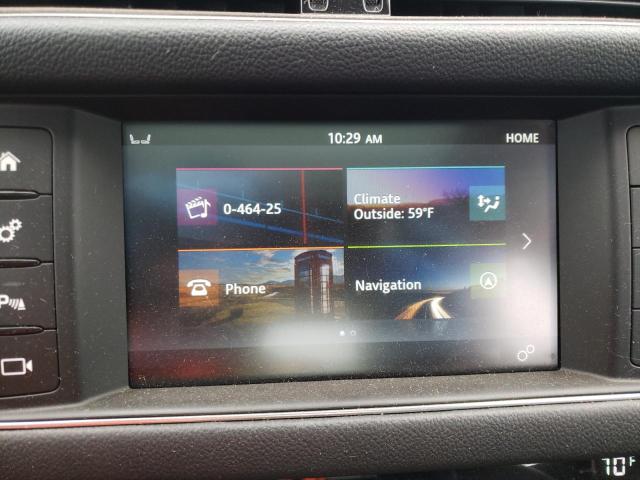 10:29 AM
HOME
0-464-25
Climate
Outside: 59°F
Phone
Navigation
P
70°F